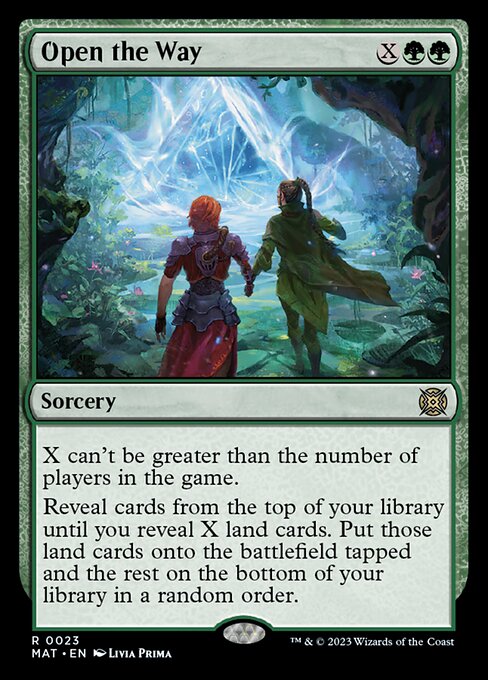 Open the Way X
Sorcery
X can't be greater than the number of
players in the game.
Reveal cards from the top of your library
until you reveal X land cards. Put those
land cards onto the battlefield tapped
and the rest on the bottom of your
library in a random order.
R 0023
MAT • EN Livia Prima
™ & © 2023 Wizards of the Coast